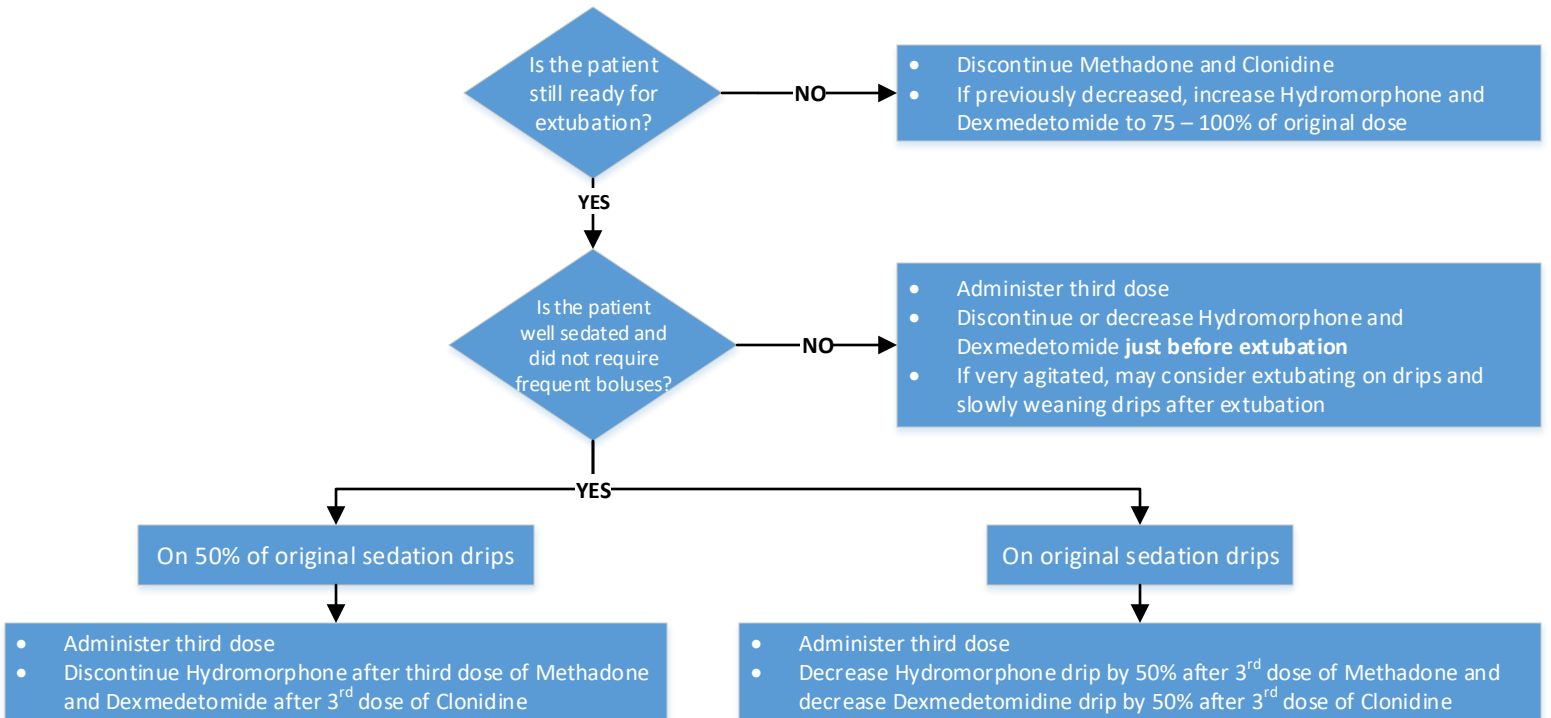 Is the patient
still ready for
extubation?
NO
• Discontinue Methadone and Clonidine
• If previously decreased, increase Hydromorphone and
Dexmedetomide to 75 – 100% of original dose
YES
Is the patient
well sedated and
did not require
frequent boluses?
NO
• Administer third dose
• Discontinue or decrease Hydromorphone and
Dexmedetomide just before extubation
• If very agitated, may consider extubating on drips and
slowly weaning drips after extubation
YES
On 50% of original sedation drips
On original sedation drips
• Administer third dose
• Discontinue Hydromorphone after third dose of Methadone
and Dexmedetomide after 3rd dose of Clonidine
• Administer third dose
• Decrease Hydromorphone drip by 50% after 3rd dose of Methadone and
decrease Dexmedetomidine drip by 50% after 3rd dose of Clonidine